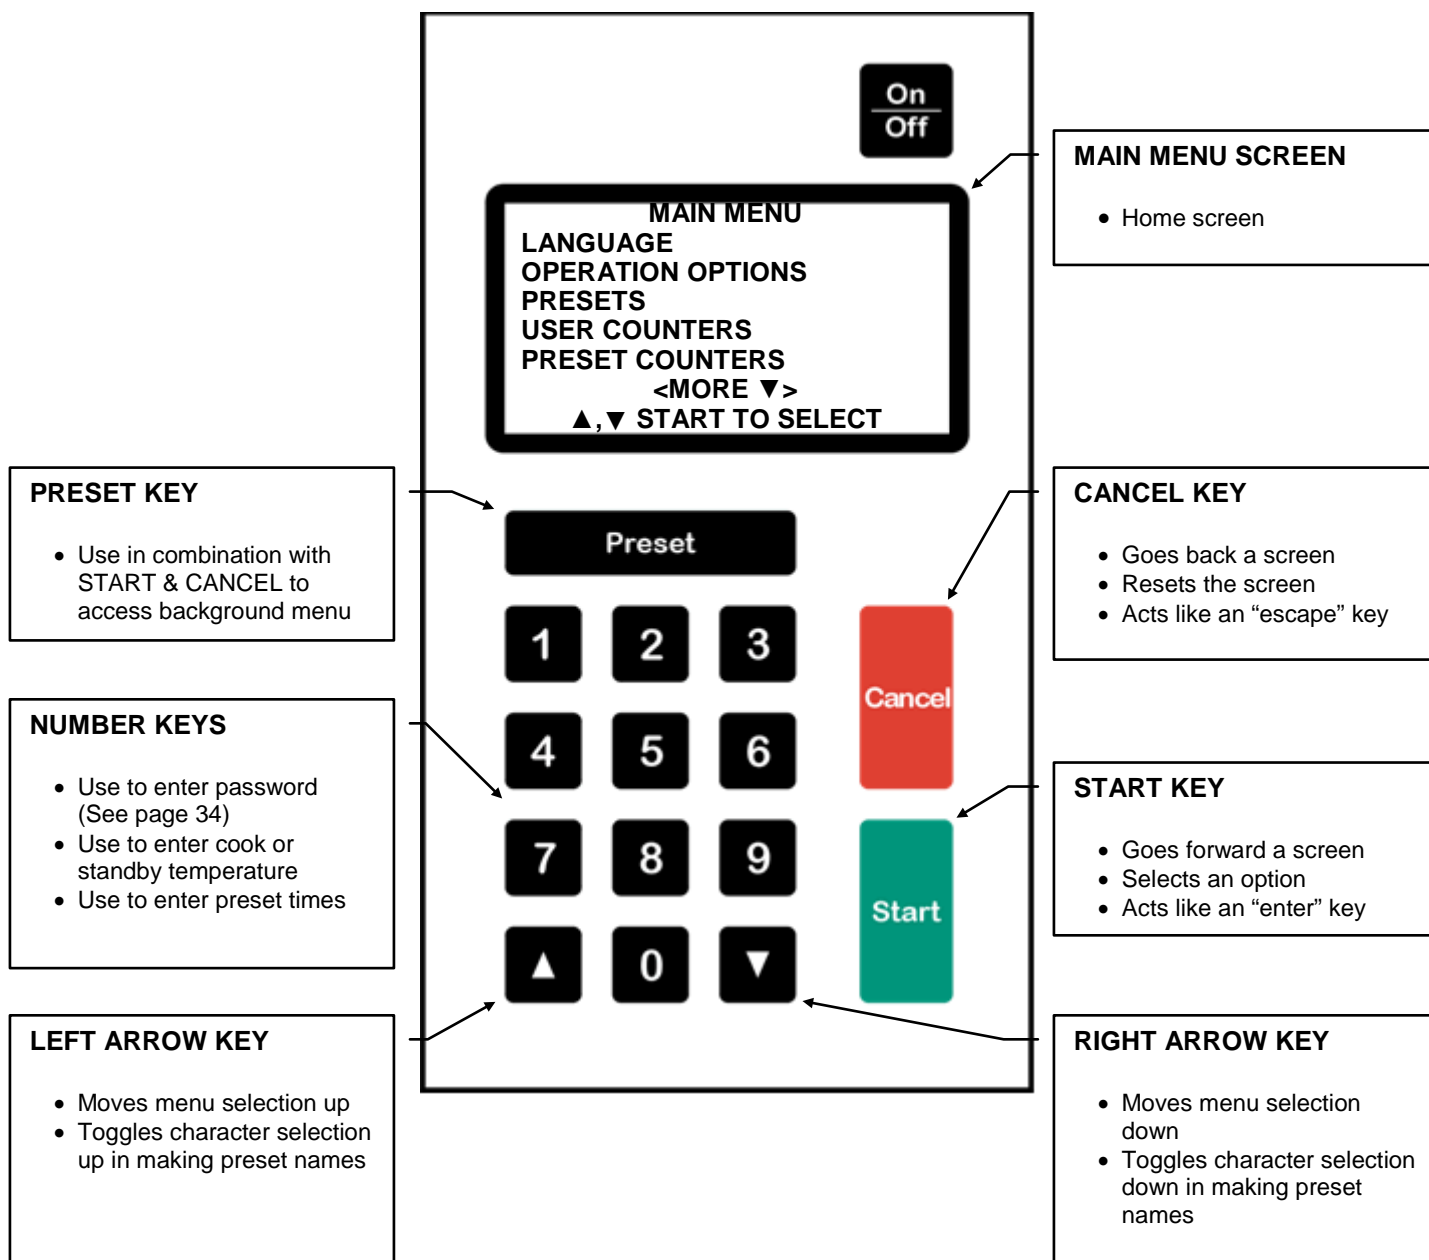 On
Off
MAIN MENU SCREEN
• Home screen
MAIN MENU
LANGUAGE
OPERATION OPTIONS
PRESETS
USER COUNTERS
PRESET COUNTERS
<MORE ▼>
▲,▼ START TO SELECT
PRESET KEY
• Use in combination with
START & CANCEL to
access background menu
CANCEL KEY
• Goes back a screen
• Resets the screen
• Acts like an “escape” key
Preset
1 2 3
4 5 6
7 8 9
▲ 0 ▼
Cancel
Start
NUMBER KEYS
• Use to enter password
(See page 34)
• Use to enter cook or
standby temperature
• Use to enter preset times
START KEY
• Goes forward a screen
• Selects an option
• Acts like an “enter” key
LEFT ARROW KEY
• Moves menu selection up
• Toggles character selection
up in making preset names
RIGHT ARROW KEY
• Moves menu selection
down
• Toggles character selection
down in making preset
names